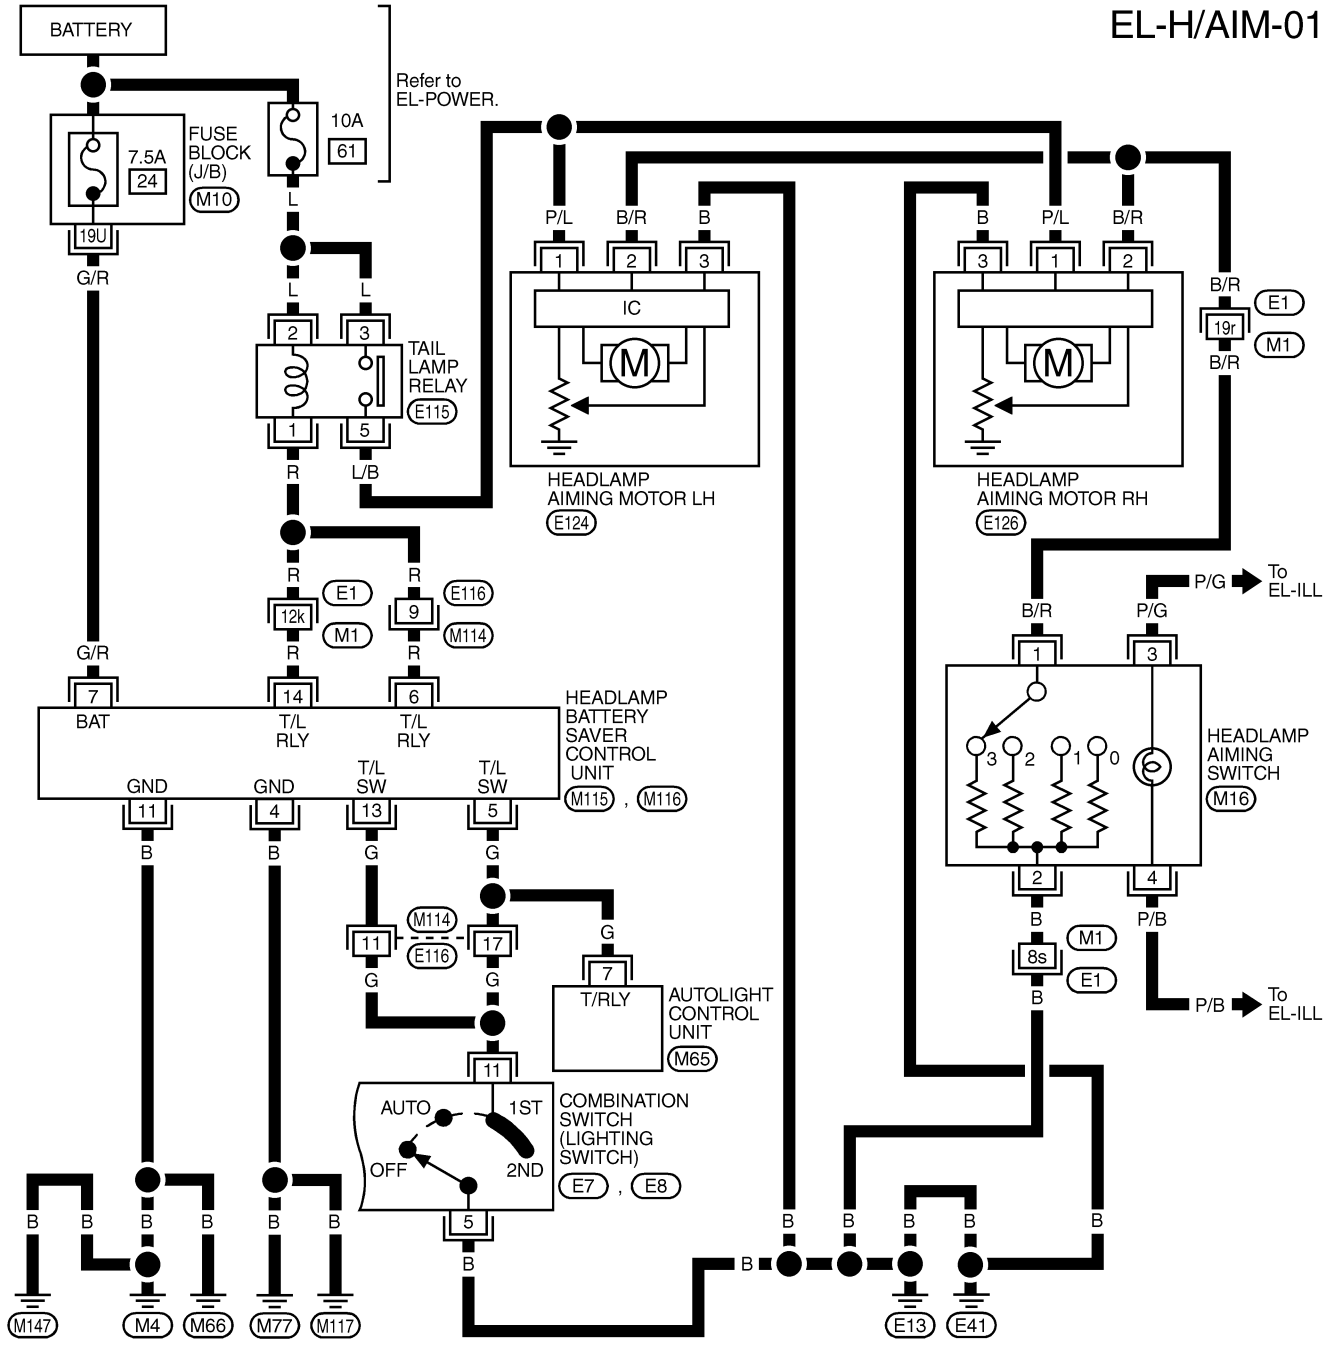 EL-H/AIM-01
BATTERY
Refer to
EL-POWER.
10A
61
FUSE
BLOCK
(J/B)
M10
7.5A
24
19U
G/R
L
L
L
2
3
TAIL
LAMP
RELAY
E115
1
5
R
L/B
R
R
E1
12k
M1
E116
9
M114
R
R
G/R
7
14
6
BAT
T/L
RLY
T/L
RLY
HEADLAMP
BATTERY
SAVER
CONTROL
UNIT
M115 , M116
GND
GND
T/L
SW
T/L
SW
11
4
13
5
B
B
G
G
M114
11
17
E116
G
G
G
7
T/RLY
AUTOLIGHT
CONTROL
UNIT
M65
11
AUTO
1ST
OFF
2ND
COMBINATION
SWITCH
(LIGHTING
SWITCH)
E7 , E8
5
B
B
B
B
B
B
B
M147
M4
M66
M77
M117
P/L
B/R
B
1
2
3
IC
M
HEADLAMP
AIMING MOTOR LH
E124
B
P/L
B/R
3
1
2
M
HEADLAMP
AIMING MOTOR RH
E126
B/R
E1
19r
M1
B/R
B/R
P/G
P/G
To
EL-ILL
1
3
3
2
1
0
HEADLAMP
AIMING
SWITCH
M16
2
4
B
P/B
M1
8s
E1
B
P/B
To
EL-ILL
B
B
B
B
B
B
E13
E41